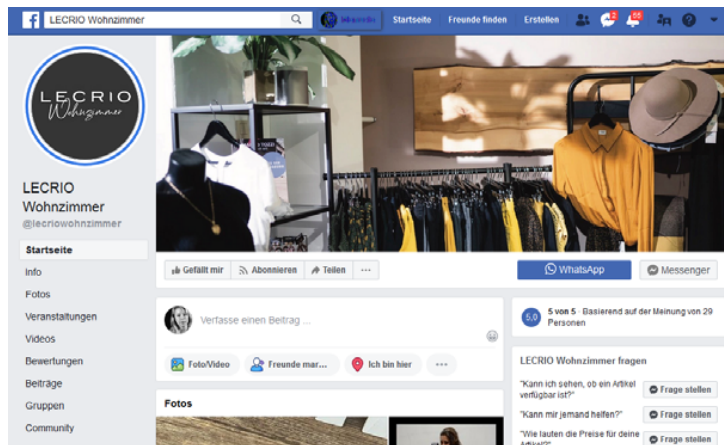 LECRIO Wohnzimmer
Startseite
Freunde finden
Erstellen
2
LECRIO
Wohnzimmer
LECRIO
Wohnzimmer
@lecriowohnzimmer
Startseite
Info
Fotos
Veranstaltungen
Videos
Bewertungen
Beiträge
Gruppen
Community
Gefällt mir
Abonnieren
Teilen
WhatsApp
Messenger
Verfasse einen Beitrag ...
Foto/Video
Freunde mar...
Ich bin hier
Fotos
5,0
5 von 5 · Basierend auf der Meinung von 29
Personen
LECRIO Wohnzimmer fragen
"Kann ich sehen, ob ein Artikel
verfügbar ist?"
Frage stellen
"Kann mir jemand helfen?"
Frage stellen
"Wie lauten die Preise für deine
Artikel?"
Frage stellen